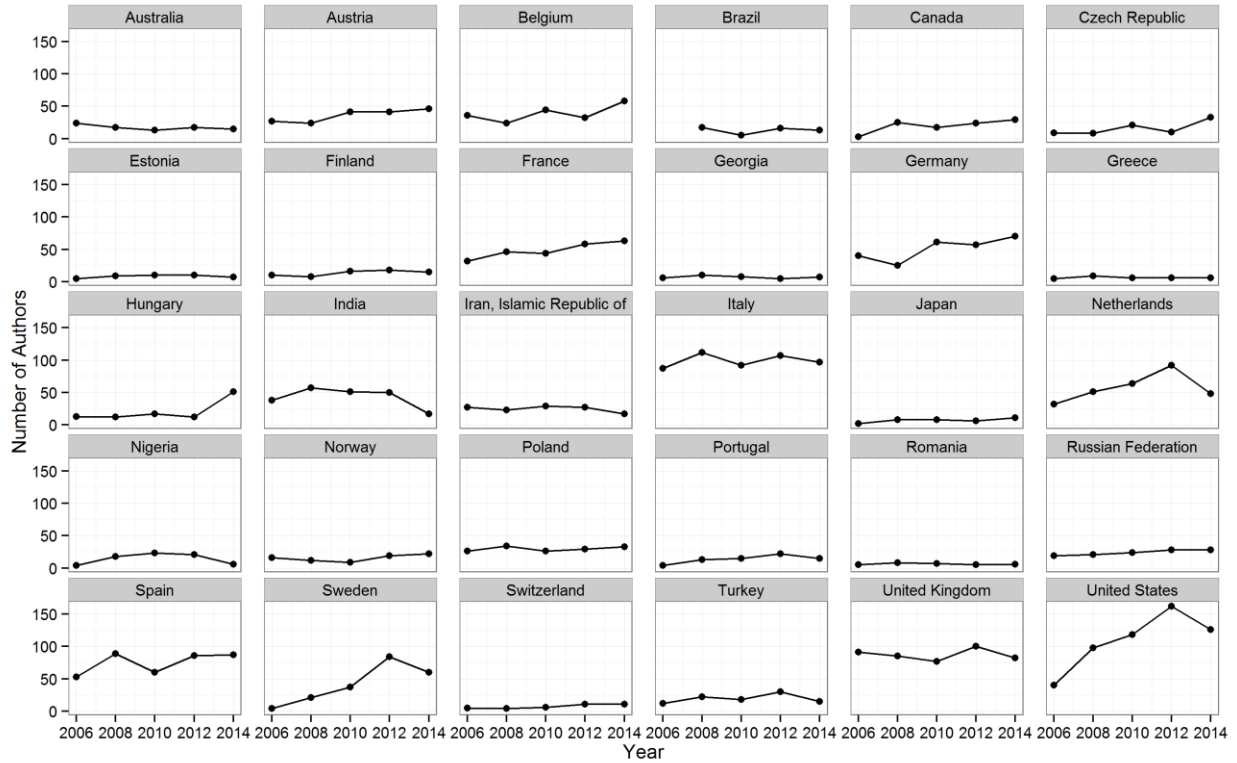 Australia Austria Belgium Brazil Canada Czech Republic
150
100
50
0
Estonia Finland France Georgia Germany Greece
150
100
50
0
Hungary India Iran, Islamic Republic of Italy Japan Netherlands
150
100
50
0
Nigeria Norway Poland Portugal Romania Russian Federation
150
100
50
0
Spain Sweden Switzerland Turkey United Kingdom United States
150
100
50
0
2006 2008 2010 2012 2014 2006 2008 2010 2012 2014 2006 2008 2010 2012 2014 2006 2008 2010 2012 2014 2006 2008 2010 2012 2014 2006 2008 2010 2012 2014
Year
Number of Authors